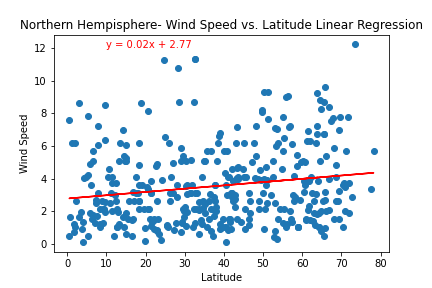 Northern Hempisphere- Wind Speed vs. Latitude Linear Regression
y = 0.02x + 2.77
12
10
8
6
4
2
0
Wind Speed
0 10 20 30 40 50 60 70 80
Latitude